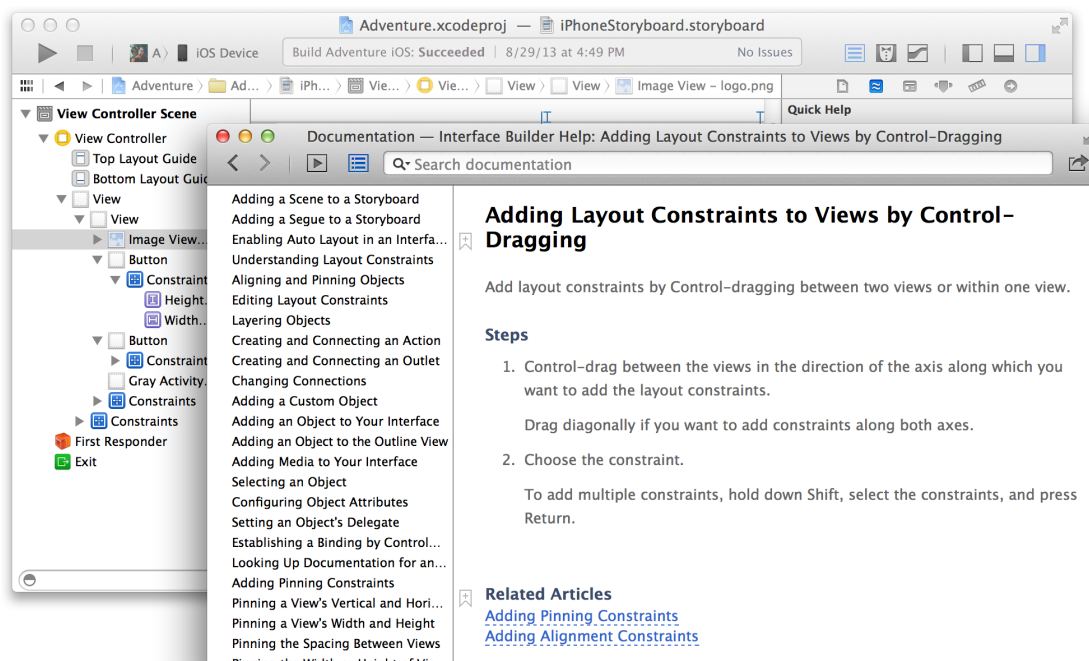 Adventure.xcodeproj — iPhoneStoryboard.storyboard
A iOS Device
Build Adventure iOS: Succeeded | 8/29/13 at 4:49 PM No Issues
Adventure Ad... iPh... Vie... Vie... View View Image View – logo.png
View Controller Scene
Quick Help
View Controller
Top Layout Guide
Bottom Layout Guid
View
View
Image View...
Button
Constraint
Height.
Width..
Button
Constraint
Gray Activity.
Constraints
Constraints
First Responder
Exit
Documentation — Interface Builder Help: Adding Layout Constraints to Views by Control-Dragging
Search documentation
Adding a Scene to a Storyboard
Adding a Segue to a Storyboard
Enabling Auto Layout in an Interfa...
Understanding Layout Constraints
Aligning and Pinning Objects
Editing Layout Constraints
Layering Objects
Creating and Connecting an Action
Creating and Connecting an Outlet
Changing Connections
Adding a Custom Object
Adding an Object to Your Interface
Adding an Object to the Outline View
Adding Media to Your Interface
Selecting an Object
Configuring Object Attributes
Setting an Object's Delegate
Establishing a Binding by Control...
Looking Up Documentation for an...
Adding Pinning Constraints
Pinning a View's Vertical and Hori...
Pinning a View's Width and Height
Pinning the Spacing Between Views
Adding Layout Constraints to Views by Control-
Dragging
Add layout constraints by Control-dragging between two views or within one view.
Steps
1. Control-drag between the views in the direction of the axis along which you
want to add the layout constraints.
Drag diagonally if you want to add constraints along both axes.
2. Choose the constraint.
To add multiple constraints, hold down Shift, select the constraints, and press
Return.
Related Articles
Adding Pinning Constraints
Adding Alignment Constraints